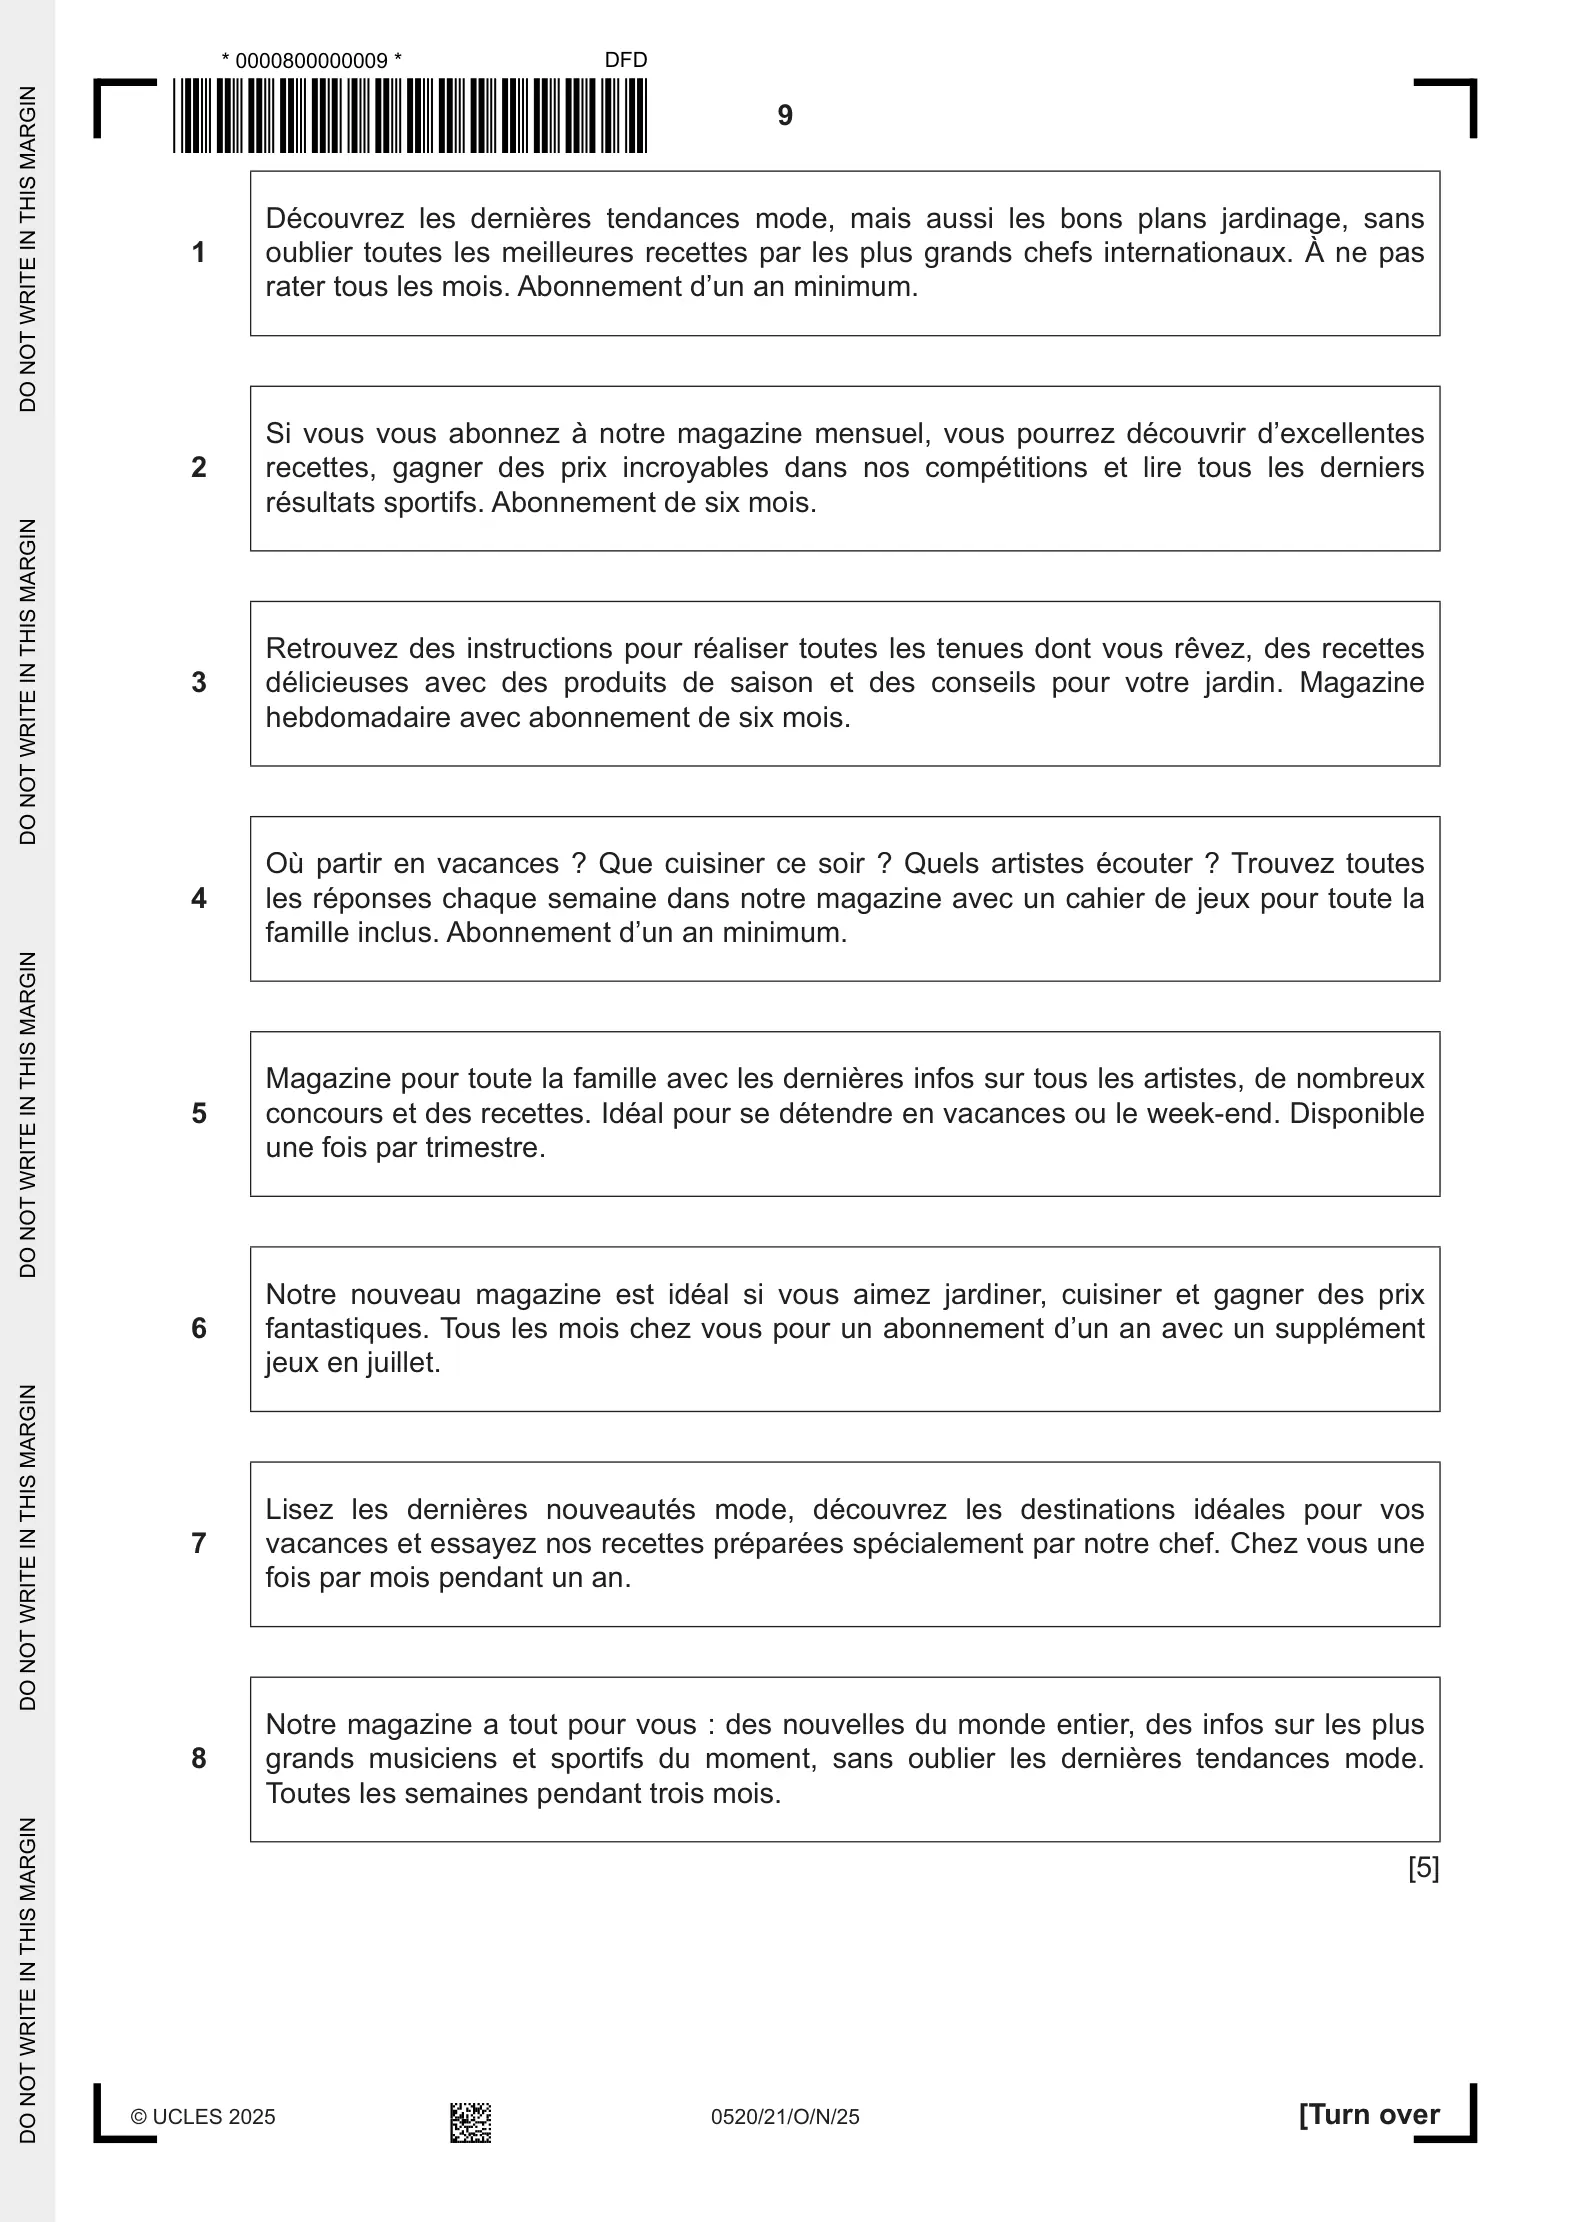 * 0000800000009 *
DFD
9
1
Découvrez les dernières tendances mode, mais aussi les bons plans jardinage, sans
oublier toutes les meilleures recettes par les plus grands chefs internationaux. À ne pas
rater tous les mois. Abonnement d’un an minimum.
2
Si vous vous abonnez à notre magazine mensuel, vous pourrez découvrir d’excellentes
recettes, gagner des prix incroyables dans nos compétitions et lire tous les derniers
résultats sportifs. Abonnement de six mois.
3
Retrouvez des instructions pour réaliser toutes les tenues dont vous rêvez, des recettes
délicieuses avec des produits de saison et des conseils pour votre jardin. Magazine
hebdomadaire avec abonnement de six mois.
4
Où partir en vacances ? Que cuisiner ce soir ? Quels artistes écouter ? Trouvez toutes
les réponses chaque semaine dans notre magazine avec un cahier de jeux pour toute la
famille inclus. Abonnement d’un an minimum.
5
Magazine pour toute la famille avec les dernières infos sur tous les artistes, de nombreux
concours et des recettes. Idéal pour se détendre en vacances ou le week-end. Disponible
une fois par trimestre.
6
Notre nouveau magazine est idéal si vous aimez jardiner, cuisiner et gagner des prix
fantastiques. Tous les mois chez vous pour un abonnement d’un an avec un supplément
jeux en juillet.
7
Lisez les dernières nouveautés mode, découvrez les destinations idéales pour vos
vacances et essayez nos recettes préparées spécialement par notre chef. Chez vous une
fois par mois pendant un an.
8
Notre magazine a tout pour vous : des nouvelles du monde entier, des infos sur les plus
grands musiciens et sportifs du moment, sans oublier les dernières tendances mode.
Toutes les semaines pendant trois mois.
[5]
© UCLES 2025
0520/21/O/N/25
[Turn over
DO NOT WRITE IN THIS MARGIN
DO NOT WRITE IN THIS MARGIN
DO NOT WRITE IN THIS MARGIN
DO NOT WRITE IN THIS MARGIN
DO NOT WRITE IN THIS MARGIN